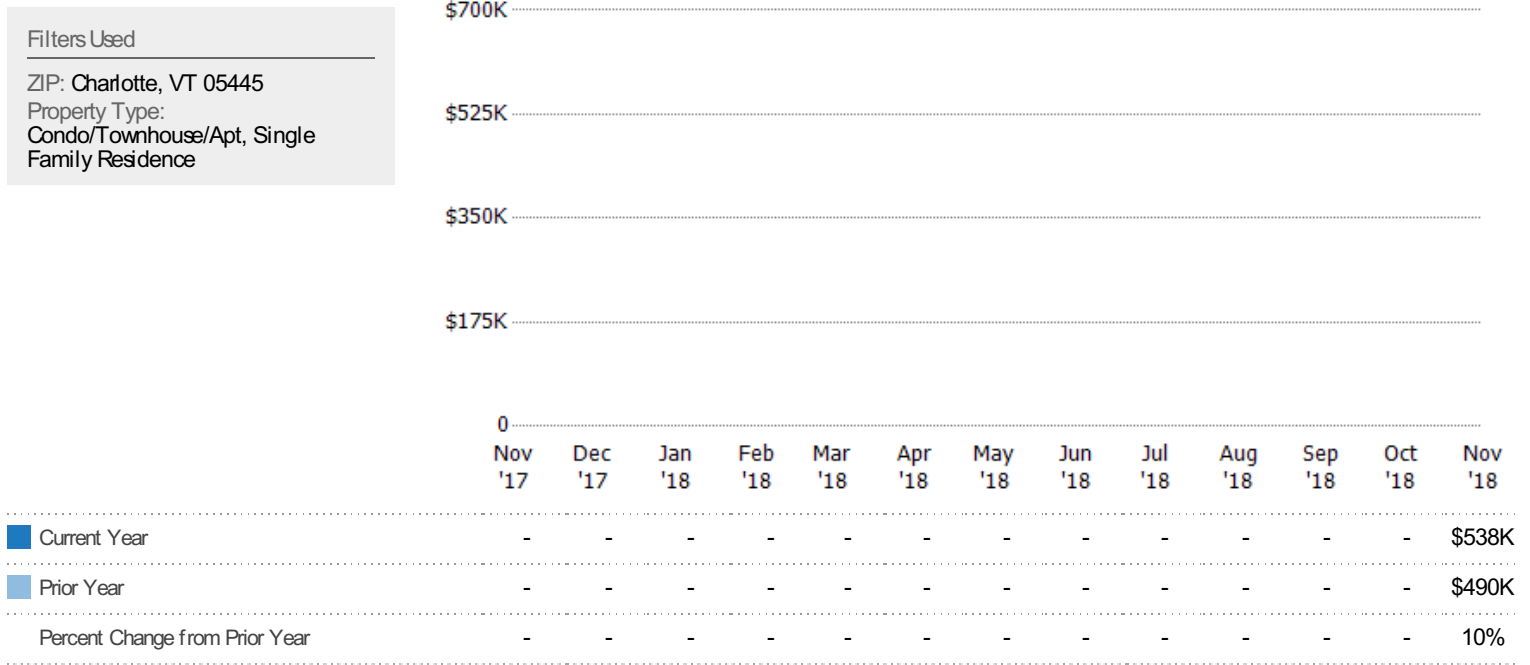 Filters Used
ZIP: Charlotte, VT 05445
Property Type:
Condo/Townhouse/Apt, Single
Family Residence
$700K
$525K
$350K
$175K
0
Nov '17 Dec '17 Jan '18 Feb '18 Mar '18 Apr '18 May '18 Jun '18 Jul '18 Aug '18 Sep '18 Oct '18 Nov '18
Current Year - - - - - - - - - - - - $538K
Prior Year - - - - - - - - - - - - $490K
Percent Change from Prior Year - - - - - - - - - - - - 10%